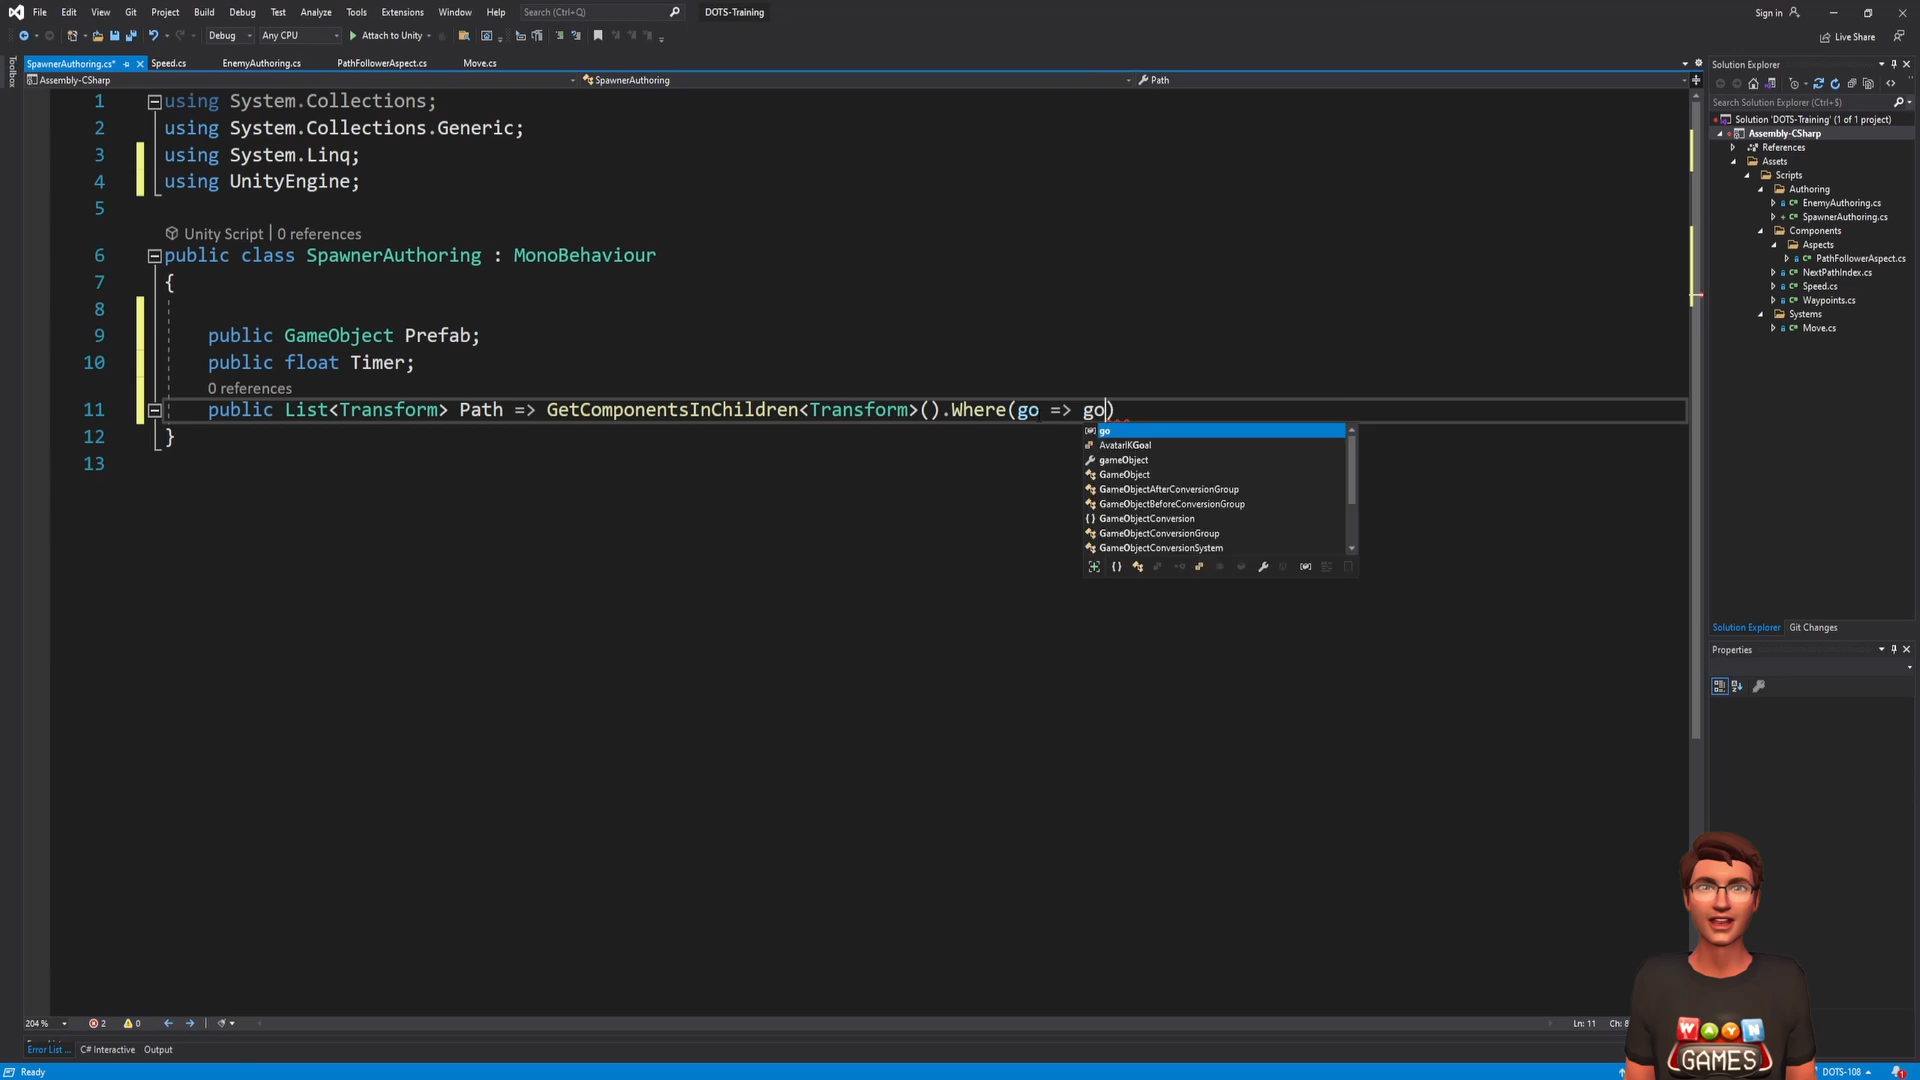 File Edit View Git Project Build Debug Test Analyze Tools Extensions Window Help Search (Ctrl+Q) DOTS-Training Sign in
Debug Any CPU Attach to Unity Live Share
Toolbox
SpawnerAuthoring.cs* Speed.cs EnemyAuthoring.cs PathFollowerAspect.cs Move.cs
Assembly-CSharp SpawnerAuthoring Path
1 using System.Collections;
2 using System.Collections.Generic;
3 using System.Linq;
4 using UnityEngine;
5
Unity Script | 0 references
6 public class SpawnerAuthoring : MonoBehaviour
7 {
8
9 public GameObject Prefab;
10 public float Timer;
0 references
11 public List<Transform> Path => GetComponentsInChildren<Transform>().Where(go => go)
12 }
13
go
AvatarIKGoal
gameObject
GameObject
GameObjectAfterConversionGroup
GameObjectBeforeConversionGroup
GameObjectConversion
GameObjectConversionGroup
GameObjectConversionSystem
Solution Explorer
Search Solution Explorer (Ctrl+$)
Solution 'DOTS-Training' (1 of 1 project)
Assembly-CSharp
References
Assets
Scripts
Authoring
EnemyAuthoring.cs
SpawnerAuthoring.cs
Components
Aspects
PathFollowerAspect.cs
NextPathIndex.cs
Speed.cs
Waypoints.cs
Systems
Move.cs
Solution Explorer Git Changes
Properties
204 % 2 0 Ln: 11 Ch: 8
Error List ... C# Interactive Output
Ready DOTS-108 1
WAYN
GAMES